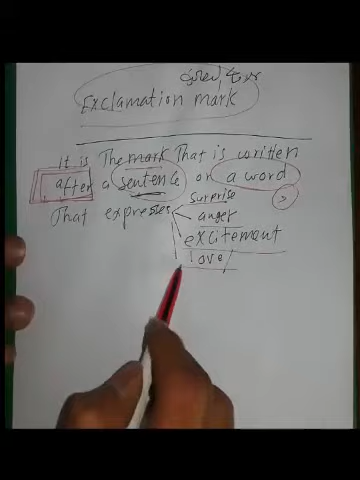 Exclamation mark
It is The mark That is written
after a sentence or a word
That expresses surprise
anger
excitement
love